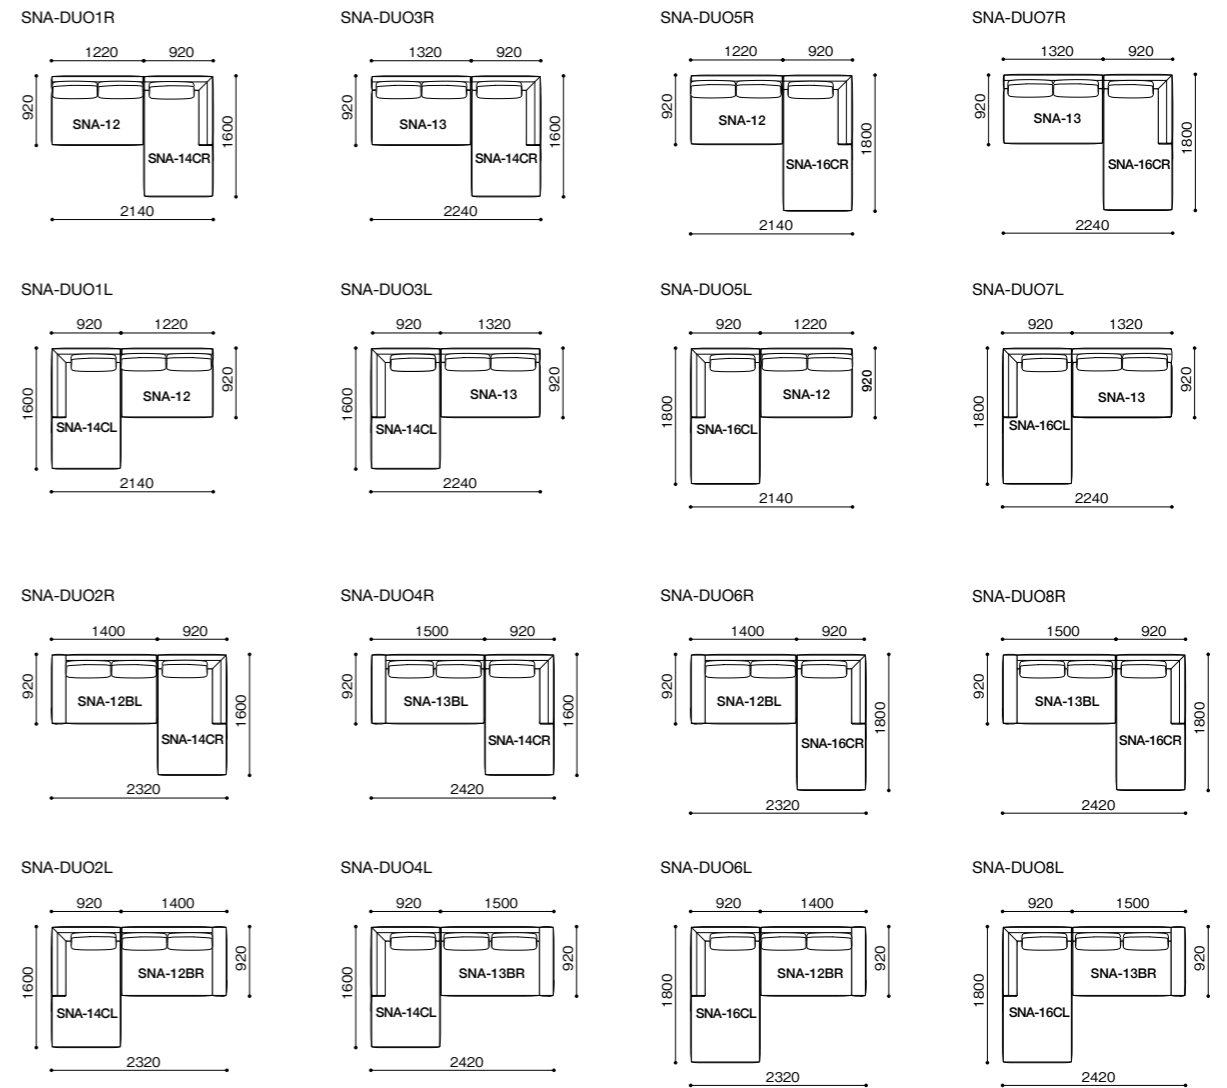 SNA-DUO1R
1220 920
920
SNA-12
1600
SNA-14CR
2140
SNA-DUO3R
1320 920
920
SNA-13
1600
SNA-14CR
2240
SNA-DUO5R
1220 920
920
SNA-12
1800
SNA-16CR
2140
SNA-DUO7R
1320 920
920
SNA-13
1800
SNA-16CR
2240
SNA-DUO1L
920 1220
1600
SNA-12
920
SNA-14CL
2140
SNA-DUO3L
920 1320
1600
SNA-13
920
SNA-14CL
2240
SNA-DUO5L
920 1220
1800
SNA-12
920
SNA-16CL
2140
SNA-DUO7L
920 1320
1800
SNA-13
920
SNA-16CL
2240
SNA-DUO2R
1400 920
920
SNA-12BL
1600
SNA-14CR
2320
SNA-DUO4R
1500 920
920
SNA-13BL
1600
SNA-14CR
2420
SNA-DUO6R
1400 920
920
SNA-12BL
1800
SNA-16CR
2320
SNA-DUO8R
1500 920
920
SNA-13BL
1800
SNA-16CR
2420
SNA-DUO2L
920 1400
1600
SNA-12BR
920
SNA-14CL
2320
SNA-DUO4L
920 1500
1600
SNA-13BR
920
SNA-14CL
2420
SNA-DUO6L
920 1400
1800
SNA-12BR
920
SNA-16CL
2320
SNA-DUO8L
920 1500
1800
SNA-13BR
920
SNA-16CL
2420